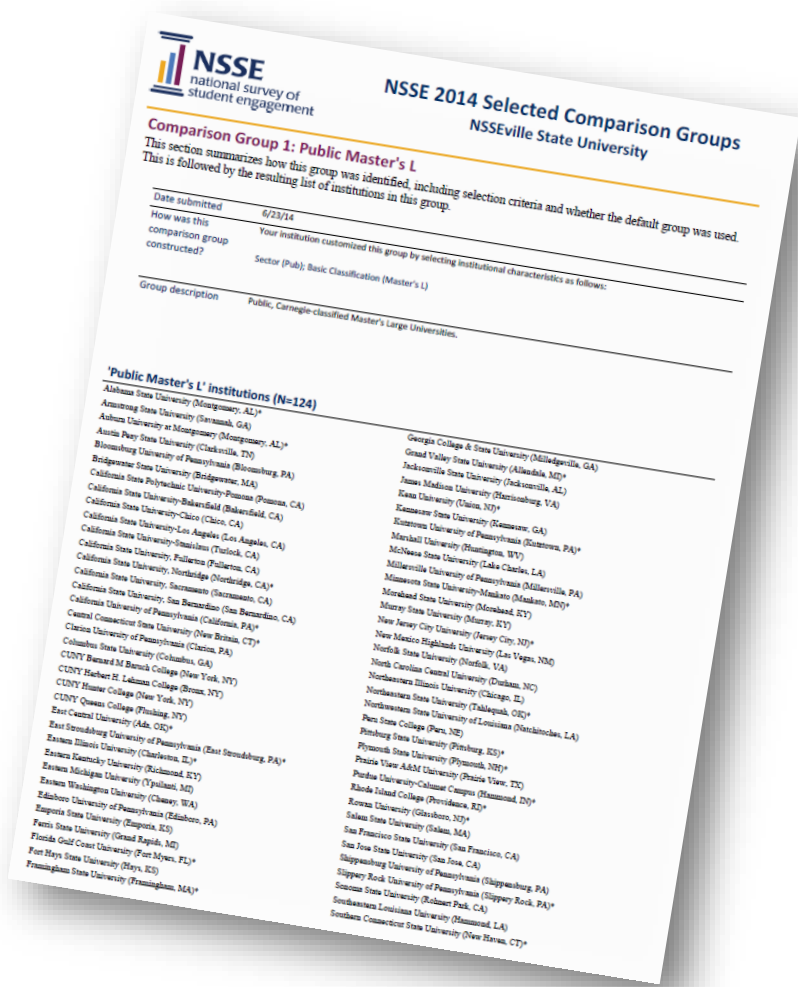 NSSE
national survey of
student engagement
NSSE 2014 Selected Comparison Groups
NSSEville State University
Comparison Group 1: Public Master's L
This section summarizes how this group was identified, including selection criteria and whether the default group was used.
This is followed by the resulting list of institutions in this group.
Date submitted
6/23/14
How was this
comparison group
constructed?
Your institution customized this group by selecting institutional characteristics as follows:
Sector (Pub); Basic Classification (Master's L)
Group description
Public, Carnegie-classified Master's Large Universities.
'Public Master's L' institutions (N=124)
Alabama State University (Montgomery, AL)*
Armstrong State University (Savannah, GA)
Auburn University at Montgomery (Montgomery, AL)*
Austin Peay State University (Clarksville, TN)
Bloomsburg University of Pennsylvania (Bloomsburg, PA)
Bridgewater State University (Bridgewater, MA)
California State Polytechnic University-Pomona (Pomona, CA)
California State University-Bakersfield (Bakersfield, CA)
California State University-Chico (Chico, CA)
California State University-Los Angeles (Los Angeles, CA)
California State University-Stanislaus (Turlock, CA)
California State University, Fullerton (Fullerton, CA)
California State University, Northridge (Northridge, CA)*
California State University, Sacramento (Sacramento, CA)
California State University, San Bernardino (San Bernardino, CA)
California University of Pennsylvania (California, PA)*
Central Connecticut State University (New Britain, CT)*
Clarion University of Pennsylvania (Clarion, PA)
Columbus State University (Columbus, GA)
CUNY Bernard M Baruch College (New York, NY)
CUNY Herbert H. Lehman College (Bronx, NY)
CUNY Hunter College (New York, NY)
CUNY Queens College (Flushing, NY)
East Central University (Ada, OK)*
East Stroudsburg University of Pennsylvania (East Stroudsburg, PA)*
Eastern Illinois University (Charleston, IL)*
Eastern Kentucky University (Richmond, KY)
Eastern Michigan University (Ypsilanti, MI)
Eastern Washington University (Cheney, WA)
Edinboro University of Pennsylvania (Edinboro, PA)
Emporia State University (Emporia, KS)
Ferris State University (Grand Rapids, MI)
Florida Gulf Coast University (Fort Myers, FL)*
Fort Hays State University (Hays, KS)
Framingham State University (Framingham, MA)*
Georgia College & State University (Milledgeville, GA)
Grand Valley State University (Allendale, MI)*
Jacksonville State University (Jacksonville, AL)
James Madison University (Harrisonburg, VA)
Kean University (Union, NJ)*
Kennesaw State University (Kennesaw, GA)
Kutztown University of Pennsylvania (Kutztown, PA)*
Marshall University (Huntington, WV)
McNeese State University (Lake Charles, LA)
Millersville University of Pennsylvania (Millersville, PA)
Minnesota State University-Mankato (Mankato, MN)*
Morehead State University (Morehead, KY)
Murray State University (Murray, KY)
New Jersey City University (Jersey City, NJ)*
New Mexico Highlands University (Las Vegas, NM)
Norfolk State University (Norfolk, VA)
North Carolina Central University (Durham, NC)
Northeastern Illinois University (Chicago, IL)
Northeastern State University (Tahlequah, OK)*
Northwestern State University of Louisiana (Natchitoches, LA)
Peru State College (Peru, NE)
Pittsburg State University (Pittsburg, KS)*
Plymouth State University (Plymouth, NH)*
Prairie View A&M University (Prairie View, TX)
Purdue University-Calumet Campus (Hammond, IN)*
Rhode Island College (Providence, RI)*
Rowan University (Glassboro, NJ)*
Salem State University (Salem, MA)
San Francisco State University (San Francisco, CA)
San Jose State University (San Jose, CA)
Shippensburg University of Pennsylvania (Shippensburg, PA)
Slippery Rock University of Pennsylvania (Slippery Rock, PA)*
Sonoma State University (Rohnert Park, CA)
Southeastern Louisiana University (Hammond, LA)
Southern Connecticut State University (New Haven, CT)*